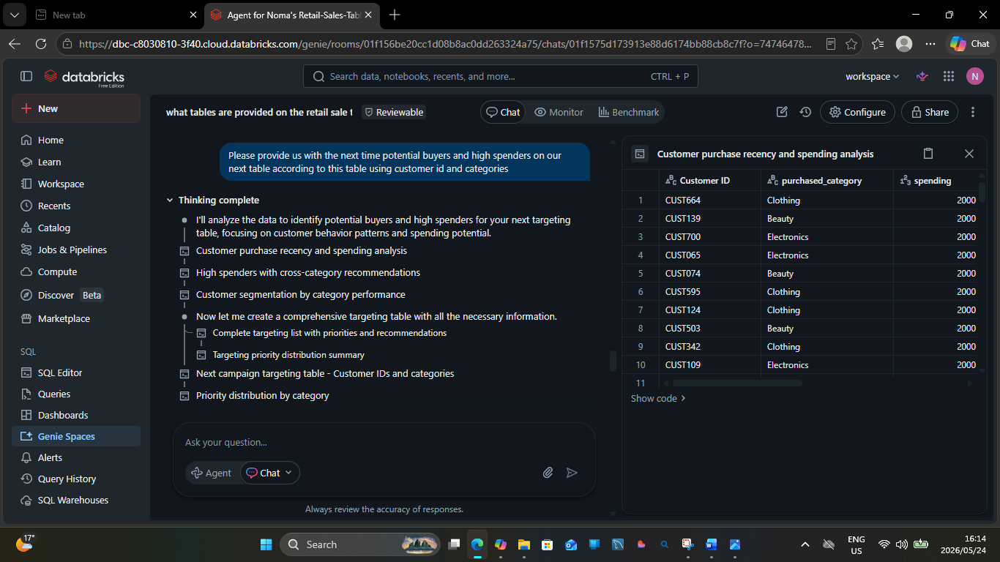 New tab
Agent for Noma's Retail-Sales-Tab
https://dbc-c8030810-3f40.cloud.databricks.com/genie/rooms/01f156be20cc1d08b8ac0dd263324a75/chats/01f1575d173913e88d6174bb88cb8c7f?o=74746478...
Chat
databricks
Free Edition
Search data, notebooks, recents, and more...
CTRL + P
workspace
N
New
Home
Learn
Workspace
Recents
Catalog
Jobs & Pipelines
Compute
Discover Beta
Marketplace
SQL
SQL Editor
Queries
Dashboards
Genie Spaces
Alerts
Query History
SQL Warehouses
what tables are provided on the retail sale t
Reviewable
Chat
Monitor
Benchmark
Configure
Share
Please provide us with the next time potential buyers and high spenders on our
next table according to this table using customer id and categories
Thinking complete
I'll analyze the data to identify potential buyers and high spenders for your next targeting
table, focusing on customer behavior patterns and spending potential.
Customer purchase recency and spending analysis
High spenders with cross-category recommendations
Customer segmentation by category performance
Now let me create a comprehensive targeting table with all the necessary information.
Complete targeting list with priorities and recommendations
Targeting priority distribution summary
Next campaign targeting table - Customer IDs and categories
Priority distribution by category
Ask your question...
Agent
Chat
Always review the accuracy of responses.
Customer purchase recency and spending analysis
ABC Customer ID ABC purchased_category 123 spending
1 CUST664 Clothing 2000
2 CUST139 Beauty 2000
3 CUST700 Electronics 2000
4 CUST065 Electronics 2000
5 CUST074 Beauty 2000
6 CUST595 Clothing 2000
7 CUST124 Clothing 2000
8 CUST503 Beauty 2000
9 CUST342 Clothing 2000
10 CUST109 Electronics 2000
11
Show code
17°
Search
ENG
US
16:14
2026/05/24